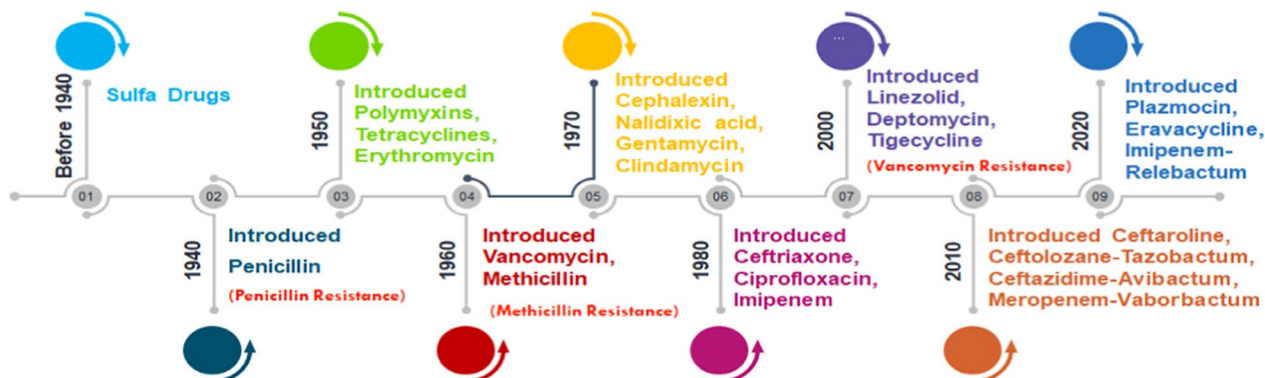 Before 1940
Sulfa Drugs
01
1940
Introduced
Penicillin
(Penicillin Resistance)
02
1950
Introduced
Polymyxins,
Tetracyclines,
Erythromycin
03
1960
Introduced
Vancomycin,
Methicillin
(Methicillin Resistance)
04
1970
Introduced
Cephalexin,
Nalidixic acid,
Gentamycin,
Clindamycin
05
1980
Introduced
Ceftriaxone,
Ciprofloxacin,
Imipenem
06
...
2000
Introduced
Linezolid,
Deptomycin,
Tigecycline
(Vancomycin Resistance)
07
2010
Introduced Ceftaroline,
Ceftolozane-Tazobactum,
Ceftazidime-Avibactum,
Meropenem-Vaborbactum
08
2020
Introduced
Plazmocin,
Eravacycline,
Imipenem-
Relebactum
09